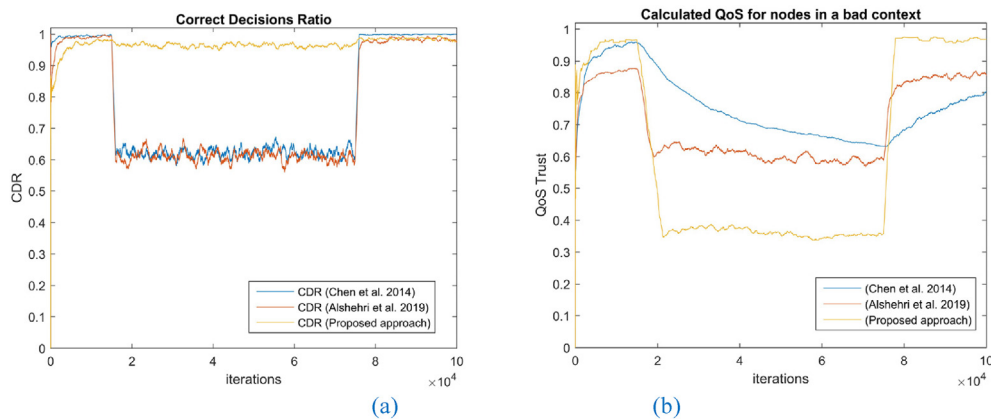 Correct Decisions Ratio
1
0.9
0.8
0.7
0.6
0.5
0.4
0.3
0.2
0.1
0
CDR
CDR (Chen et al. 2014)
CDR (Alshehri et al. 2019)
CDR (Proposed approach)
0 2 4 6 8 10
iterations
×10⁴
(a)
Calculated QoS for nodes in a bad context
1
0.9
0.8
0.7
0.6
0.5
0.4
0.3
0.2
0.1
0
QoS Trust
(Chen et al. 2014)
(Alshehri et al. 2019)
(Proposed approach)
0 2 4 6 8 10
iterations
×10⁴
(b)